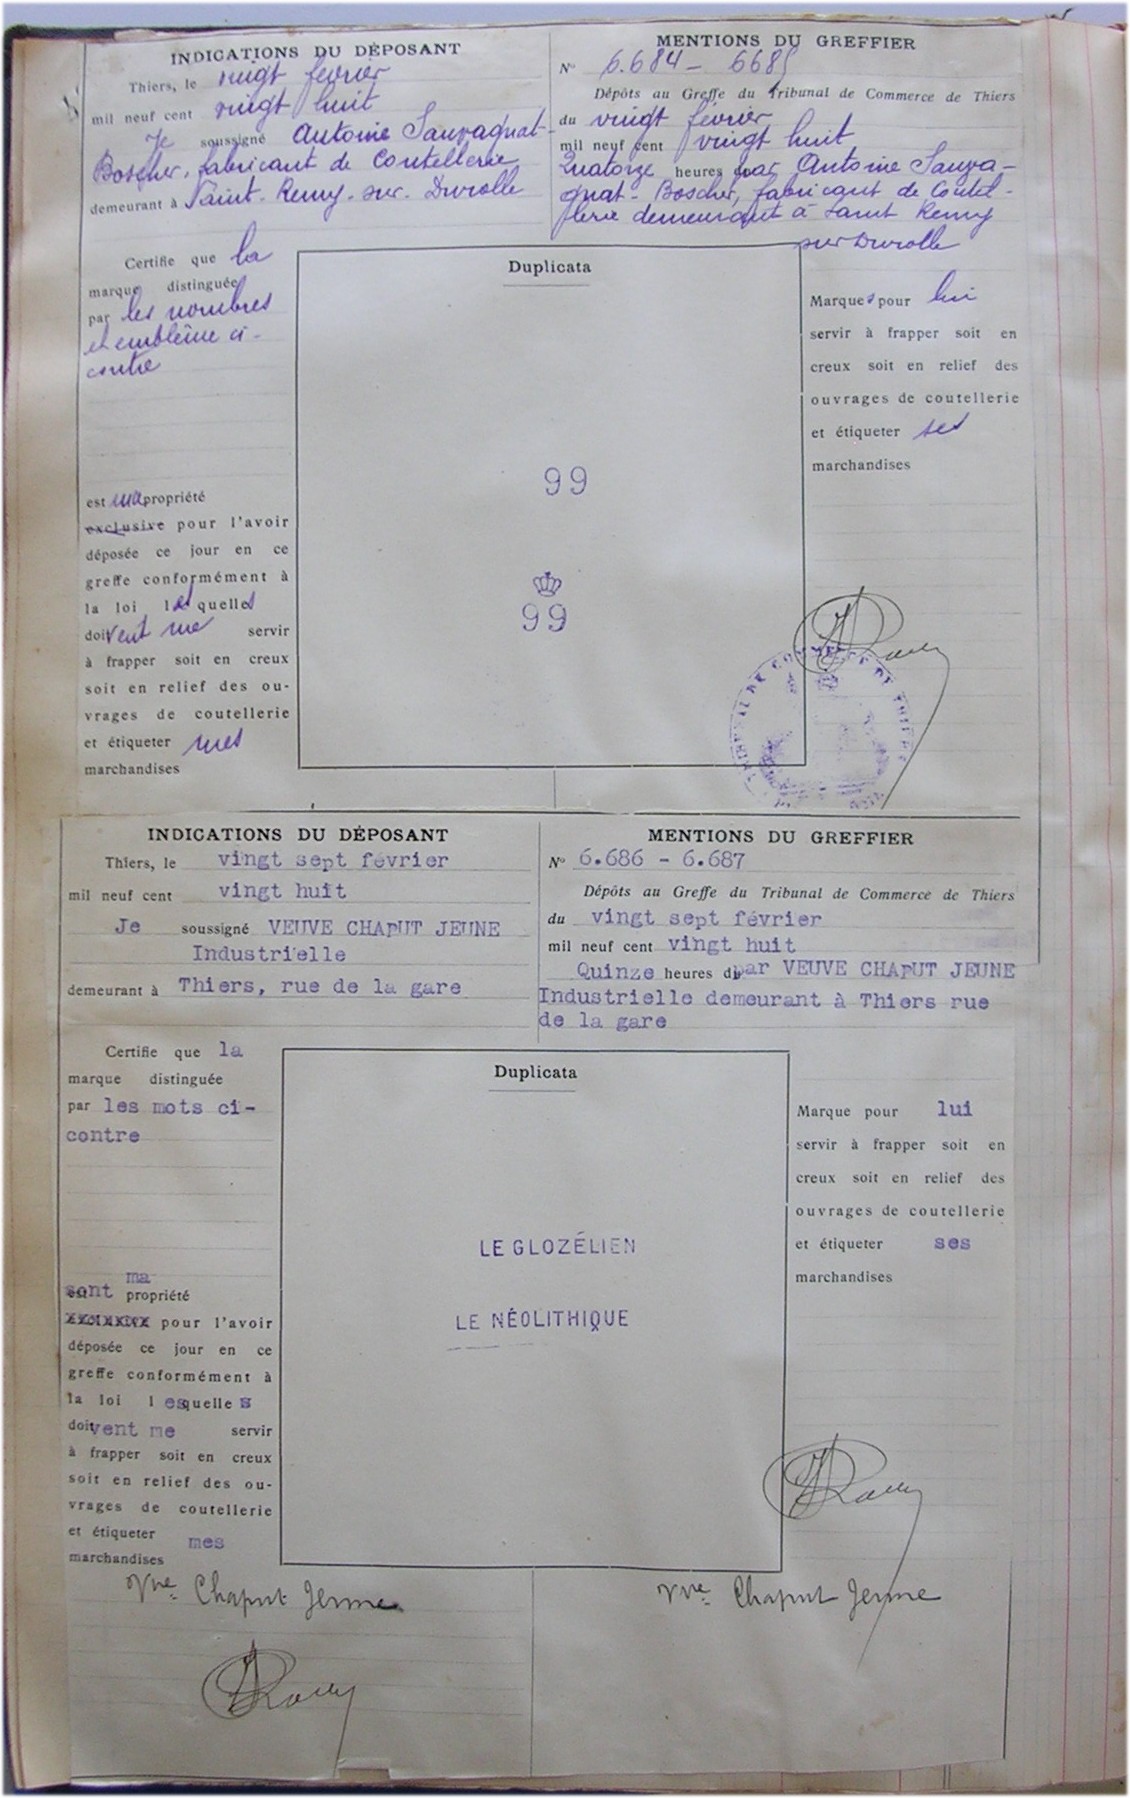 INDICATIONS DU DÉPOSANT
Thiers, le vingt février
mil neuf cent vingt huit
Je soussigné Antoine Sauvagnat-
Boscher, fabricant de Coutellerie
demeurant à Saint-Remy-sur-Durolle
MENTIONS DU GREFFIER
N° 6.684 - 6685
Dépôts au Greffe du Tribunal de Commerce de Thiers
du vingt février
mil neuf cent vingt huit
Quatorze heures par Antoine Sauva-
gnat-Boscher, fabricant de Coutel-
lerie demeurant à Saint Remy
sur Durolle
Certifie que la
marque distinguée
par les nombres
et emblème ci-
contre
est ma propriété
exclusive pour l'avoir
déposée ce jour en ce
greffe conformément à
la loi lesquelles
doivent me servir
à frapper soit en creux
soit en relief des ou-
vrages de coutellerie
et étiqueter mes
marchandises
Duplicata
99
99
Marques pour lui
servir à frapper soit en
creux soit en relief des
ouvrages de coutellerie
et étiqueter ses
marchandises
INDICATIONS DU DÉPOSANT
Thiers, le vingt sept février
mil neuf cent vingt huit
Je soussigné VEUVE CHAPUT JEUNE
Industrielle
demeurant à Thiers, rue de la gare
MENTIONS DU GREFFIER
N° 6.686 - 6.687
Dépôts au Greffe du Tribunal de Commerce de Thiers
du vingt sept février
mil neuf cent vingt huit
Quinze heures par VEUVE CHAPUT JEUNE
Industrielle demeurant à Thiers rue
de la gare
Certifie que la
marque distinguée
par les mots ci-
contre
sont ma propriété
pour l'avoir
déposée ce jour en ce
greffe conformément à
la loi lesquelles
doivent me servir
à frapper soit en creux
soit en relief des ou-
vrages de coutellerie
et étiqueter mes
marchandises
Duplicata
LE GLOZÉLIEN
LE NÉOLITHIQUE
Marque pour lui
servir à frapper soit en
creux soit en relief des
ouvrages de coutellerie
et étiqueter ses
marchandises
Vve Chaput Jeune
Vve Chaput Jeune